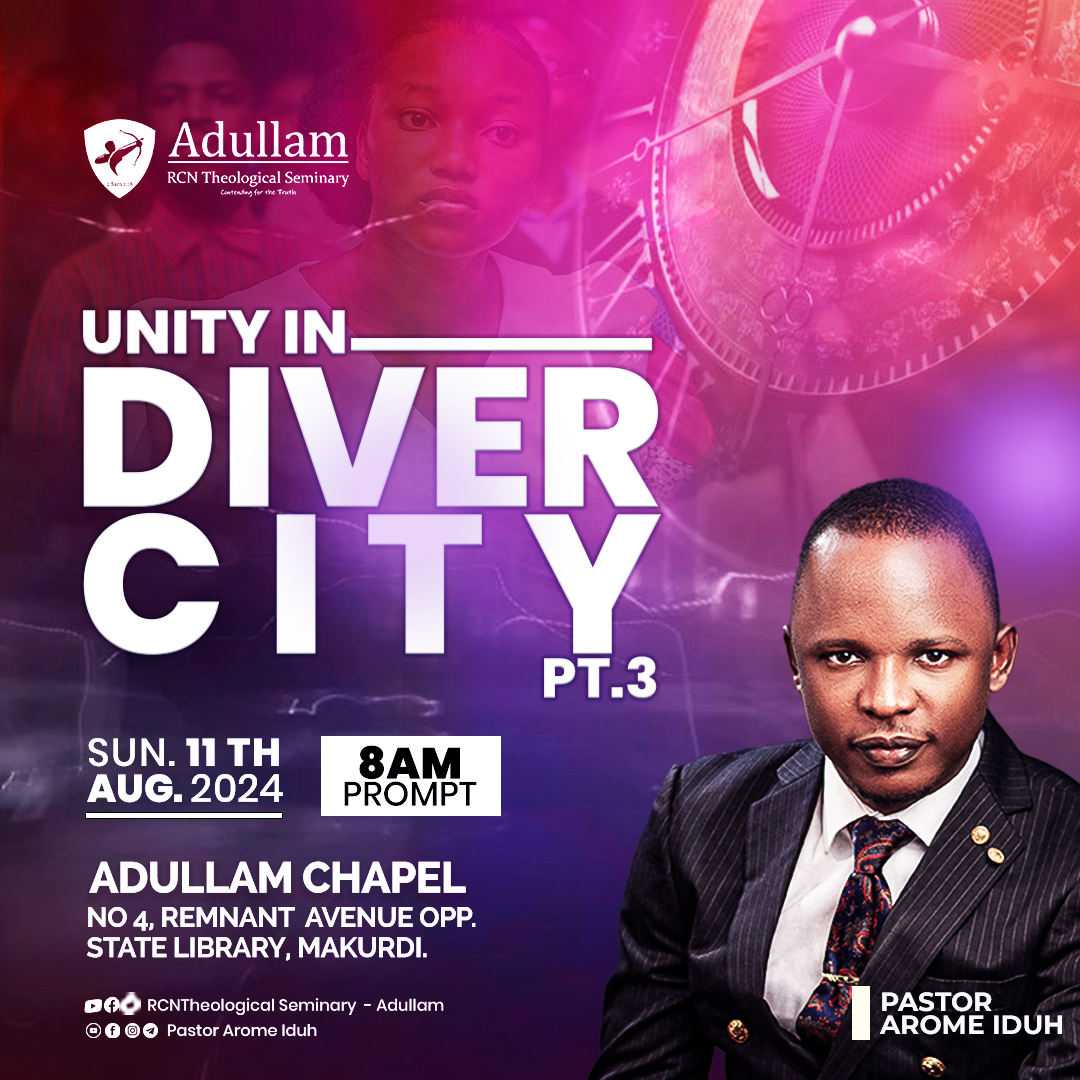 Adullam
RCN Theological Seminary
Contending for the Truth
UNITY IN
DIVER
CITY
PT.3
SUN. 11 TH
AUG. 2024
8AM
PROMPT
ADULLAM CHAPEL
NO 4, REMNANT AVENUE OPP.
STATE LIBRARY, MAKURDI.
RCNTheological Seminary - Adullam
Pastor Arome Iduh
PASTOR
AROME IDUH